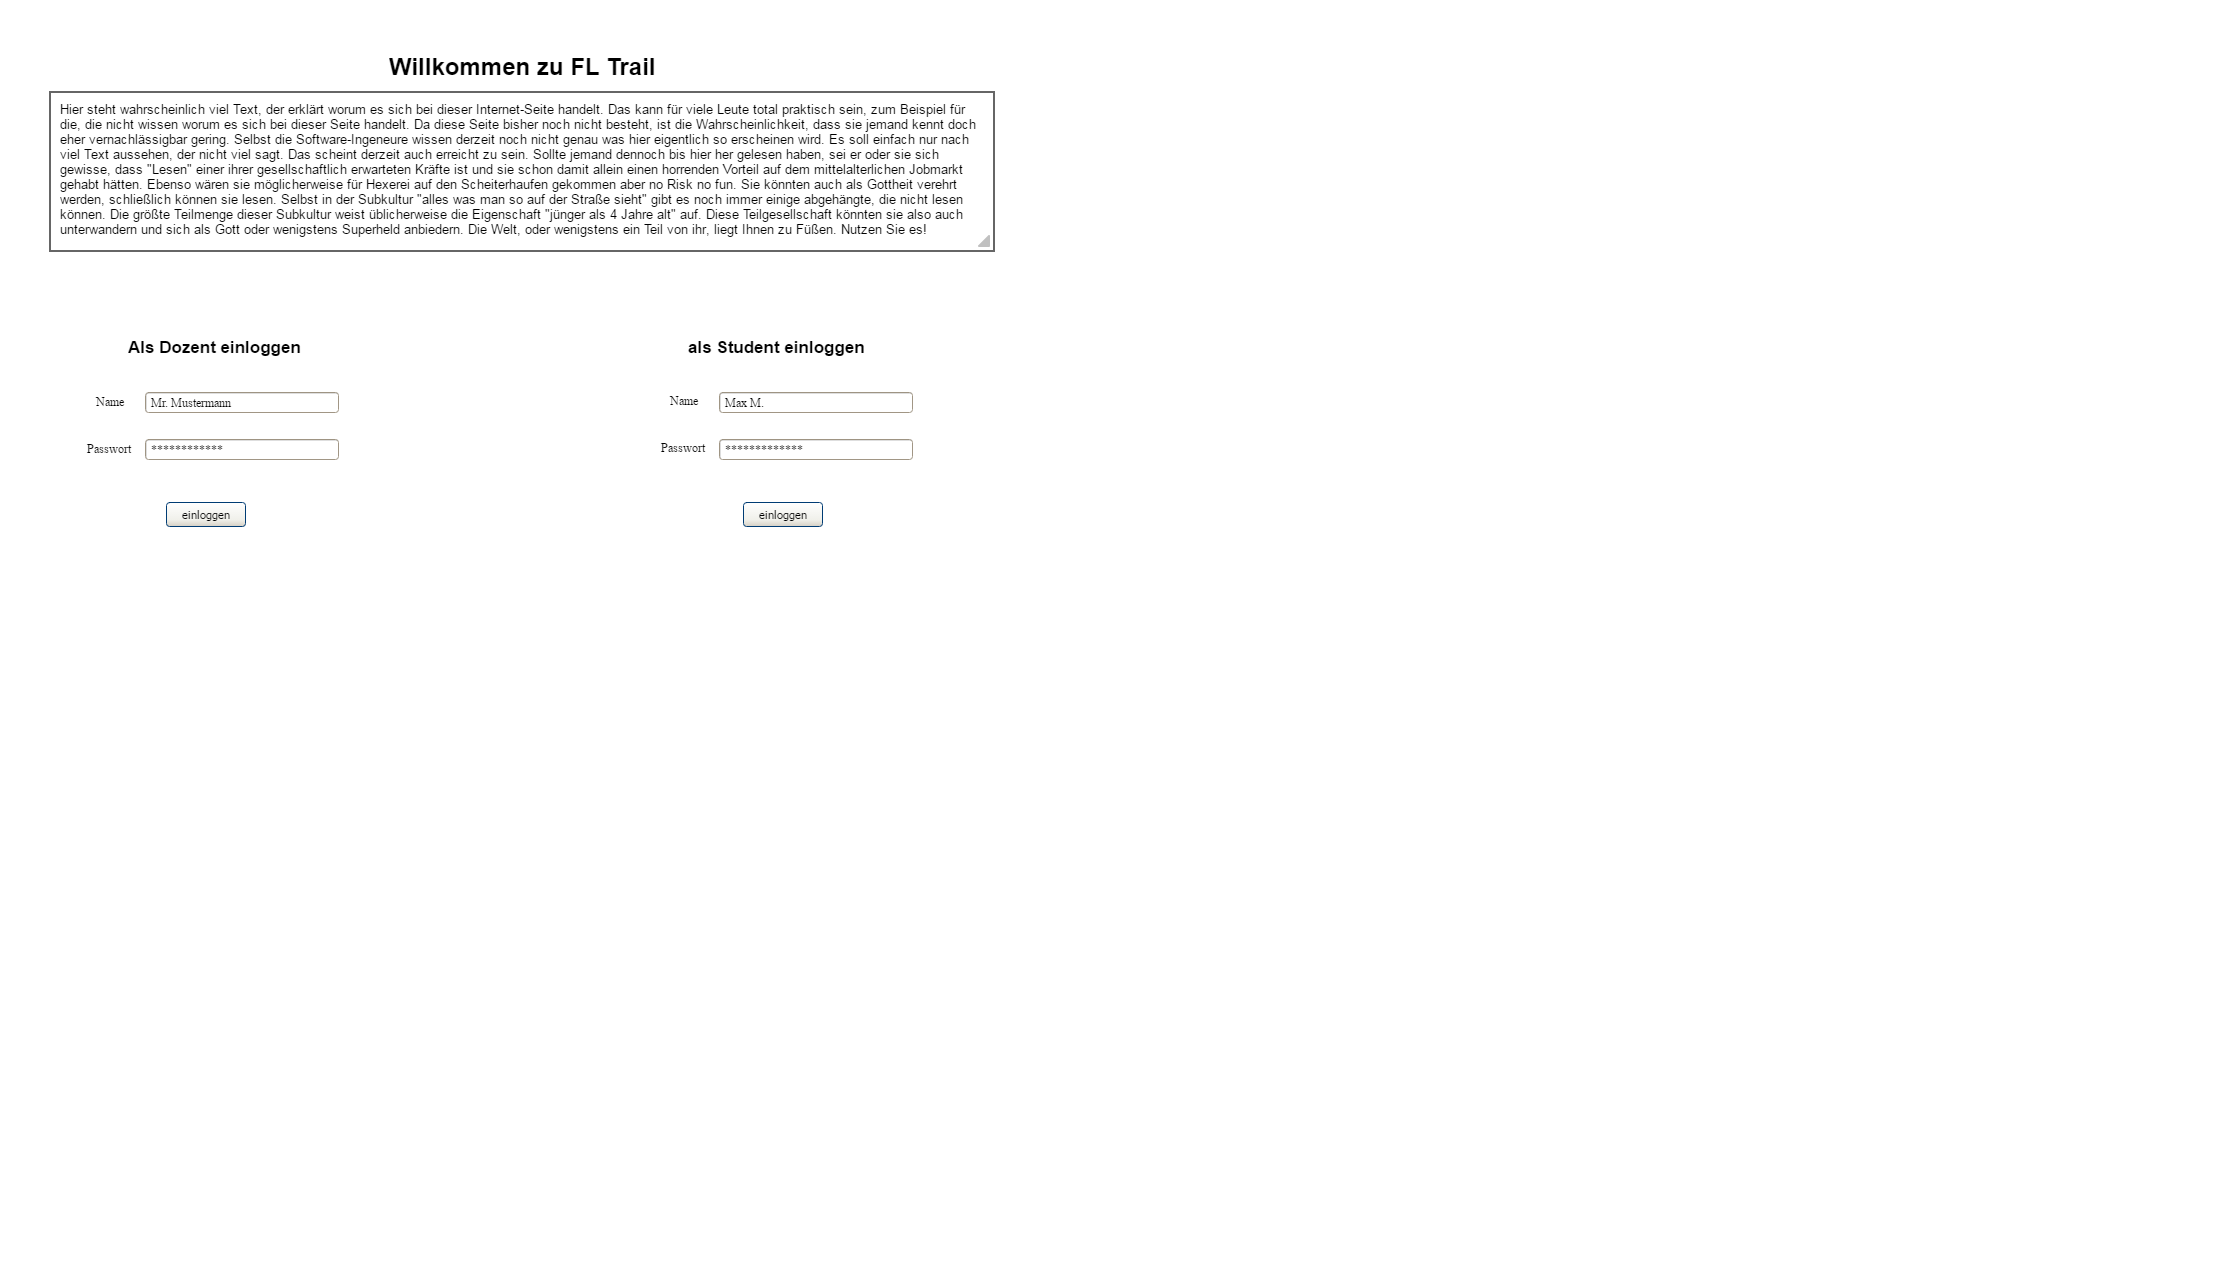 Willkommen zu FL Trail
Hier steht wahrscheinlich viel Text, der erklärt worum es sich bei dieser Internet-Seite handelt. Das kann für viele Leute total praktisch sein, zum Beispiel für
die, die nicht wissen worum es sich bei dieser Seite handelt. Da diese Seite bisher noch nicht besteht, ist die Wahrscheinlichkeit, dass sie jemand kennt doch
eher vernachlässigbar gering. Selbst die Software-Ingeneure wissen derzeit noch nicht genau was hier eigentlich so erscheinen wird. Es soll einfach nur nach
viel Text aussehen, der nicht viel sagt. Das scheint derzeit auch erreicht zu sein. Sollte jemand dennoch bis hier her gelesen haben, sei er oder sie sich
gewisse, dass "Lesen" einer ihrer gesellschaftlich erwarteten Kräfte ist und sie schon damit allein einen horrenden Vorteil auf dem mittelalterlichen Jobmarkt
gehabt hätten. Ebenso wären sie möglicherweise für Hexerei auf den Scheiterhaufen gekommen aber no Risk no fun. Sie könnten auch als Gottheit verehrt
werden, schließlich können sie lesen. Selbst in der Subkultur "alles was man so auf der Straße sieht" gibt es noch immer einige abgehängte, die nicht lesen
können. Die größte Teilmenge dieser Subkultur weist üblicherweise die Eigenschaft "jünger als 4 Jahre alt" auf. Diese Teilgesellschaft könnten sie also auch
unterwandern und sich als Gott oder wenigstens Superheld anbiedern. Die Welt, oder wenigstens ein Teil von ihr, liegt Ihnen zu Füßen. Nutzen Sie es!
Als Dozent einloggen
Name Mr. Mustermann
Passwort ************
einloggen
als Student einloggen
Name Max M.
Passwort *************
einloggen